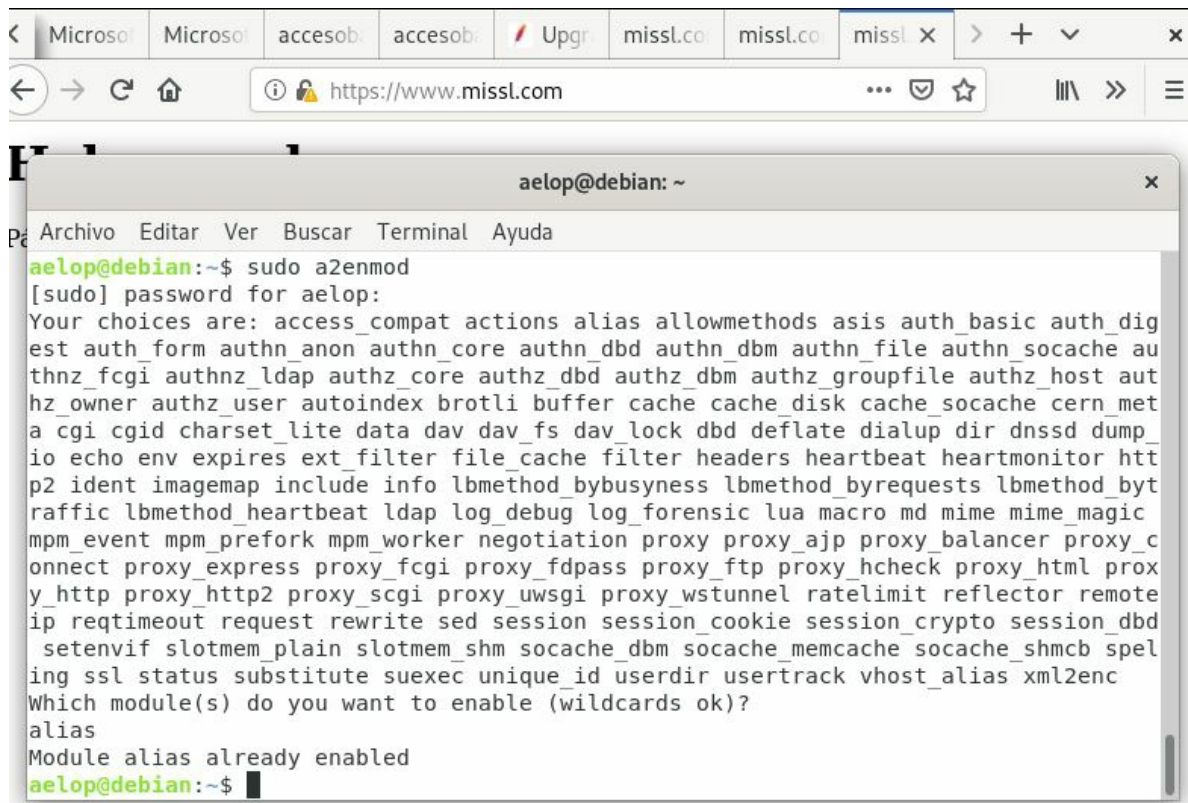 Microsof Microsof accesoba accesoba Upgr missl.co missl.co missl
https://www.missl.com
aelop@debian: ~
Archivo Editar Ver Buscar Terminal Ayuda
aelop@debian:~$ sudo a2enmod
[sudo] password for aelop:
Your choices are: access_compat actions alias allowmethods asis auth_basic auth_dig
est auth_form authn_anon authn_core authn_dbd authn_dbm authn_file authn_socache au
thnz_fcgi authnz_ldap authz_core authz_dbd authz_dbm authz_groupfile authz_host aut
hz_owner authz_user autoindex brotli buffer cache cache_disk cache_socache cern_met
a cgi cgid charset_lite data dav dav_fs dav_lock dbd deflate dialup dir dnssd dump_
io echo env expires ext_filter file_cache filter headers heartbeat heartmonitor htt
p2 ident imagemap include info lbmethod_bybusyness lbmethod_byrequests lbmethod_byt
raffic lbmethod_heartbeat ldap log_debug log_forensic lua macro md mime mime_magic
mpm_event mpm_prefork mpm_worker negotiation proxy proxy_ajp proxy_balancer proxy_c
onnect proxy_express proxy_fcgi proxy_fdpass proxy_ftp proxy_hcheck proxy_html prox
y_http proxy_http2 proxy_scgi proxy_uwsgi proxy_wstunnel ratelimit reflector remote
ip reqtimeout request rewrite sed session session_cookie session_crypto session_dbd
 setenvif slotmem_plain slotmem_shm socache_dbm socache_memcache socache_shmcb spel
ing ssl status substitute suexec unique_id userdir usertrack vhost_alias xml2enc
Which module(s) do you want to enable (wildcards ok)?
alias
Module alias already enabled
aelop@debian:~$